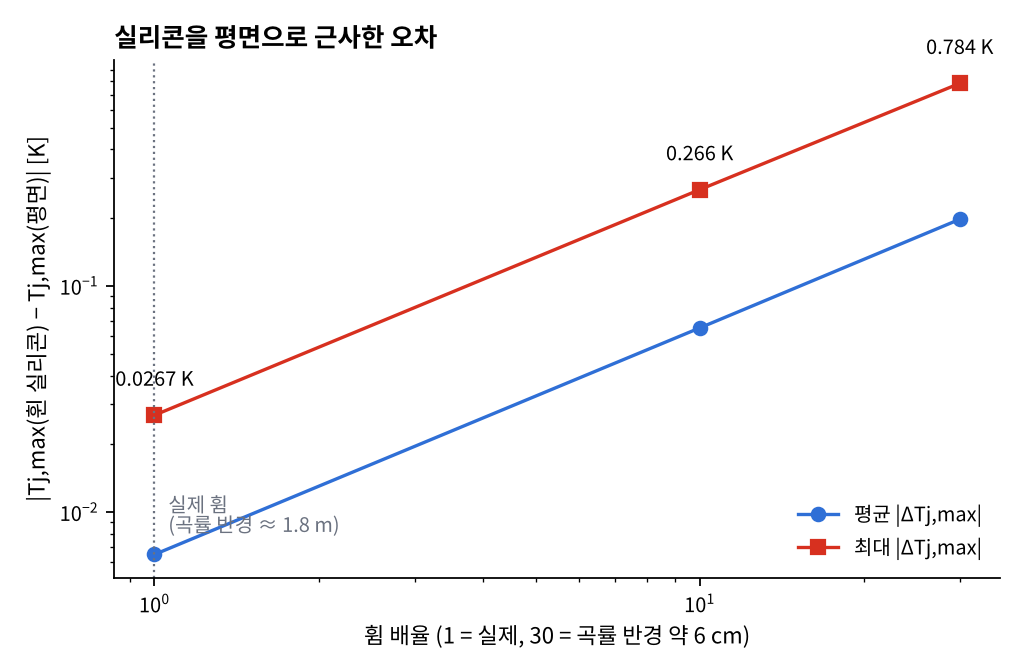 실리콘을 평면으로 근사한 오차
0.784 K
0.266 K
0.0267 K
|Tj,max(휜 실리콘) − Tj,max(평면)| [K]
10⁻¹
10⁻²
실제 휨
(곡률 반경 ≈ 1.8 m)
평균 |ΔTj,max|
최대 |ΔTj,max|
10⁰
10¹
휨 배율 (1 = 실제, 30 = 곡률 반경 약 6 cm)